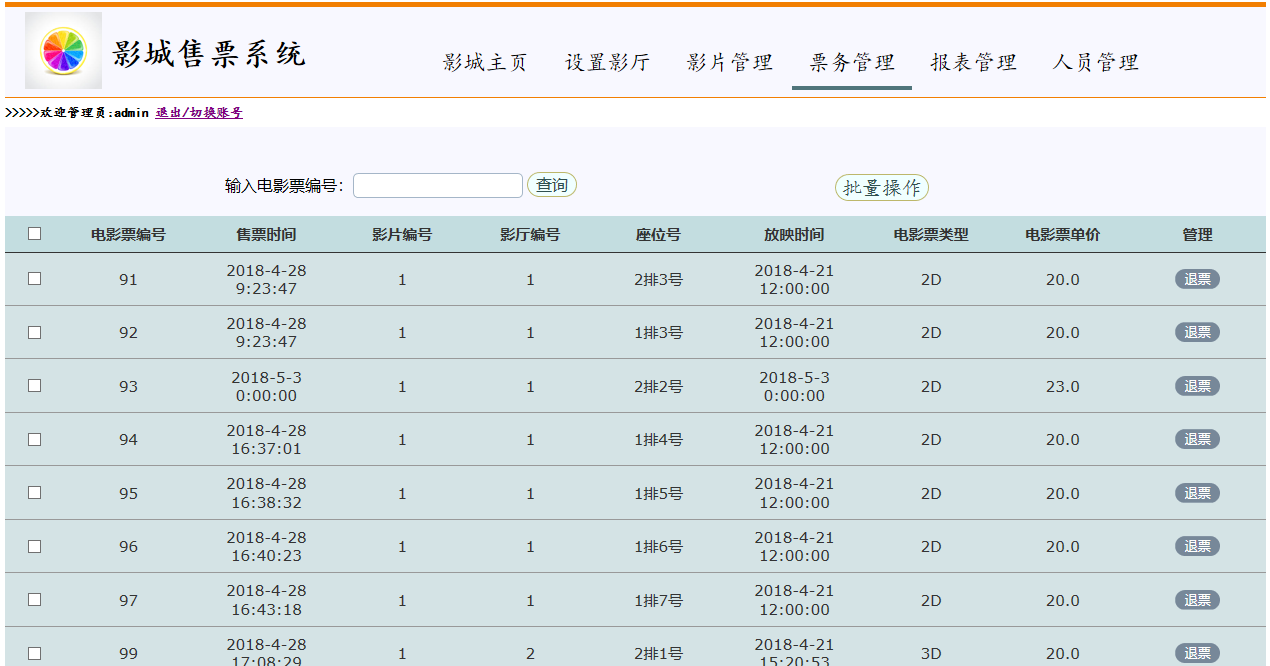 影城售票系统
影城主页 设置影厅 影片管理 票务管理 报表管理 人员管理
>>>>>欢迎管理员:admin 退出/切换账号
输入电影票编号： 查询 批量操作
电影票编号 售票时间 影片编号 影厅编号 座位号 放映时间 电影票类型 电影票单价 管理
91 2018-4-28 9:23:47 1 1 2排3号 2018-4-21 12:00:00 2D 20.0 退票
92 2018-4-28 9:23:47 1 1 1排3号 2018-4-21 12:00:00 2D 20.0 退票
93 2018-5-3 0:00:00 1 1 2排2号 2018-5-3 0:00:00 2D 23.0 退票
94 2018-4-28 16:37:01 1 1 1排4号 2018-4-21 12:00:00 2D 20.0 退票
95 2018-4-28 16:38:32 1 1 1排5号 2018-4-21 12:00:00 2D 20.0 退票
96 2018-4-28 16:40:23 1 1 1排6号 2018-4-21 12:00:00 2D 20.0 退票
97 2018-4-28 16:43:18 1 1 1排7号 2018-4-21 12:00:00 2D 20.0 退票
99 2018-4-28 17:08:29 1 2 2排1号 2018-4-21 15:20:53 3D 20.0 退票